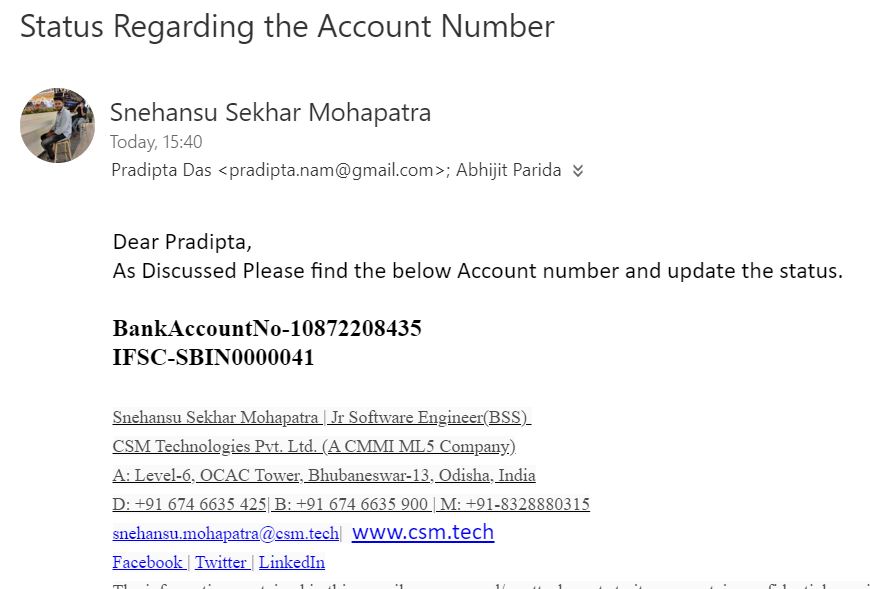 Status Regarding the Account Number
Snehansu Sekhar Mohapatra
Today, 15:40
Pradipta Das <pradipta.nam@gmail.com>; Abhijit Parida
Dear Pradipta,
As Discussed Please find the below Account number and update the status.
BankAccountNo-10872208435
IFSC-SBIN0000041
Snehansu Sekhar Mohapatra | Jr Software Engineer(BSS)
CSM Technologies Pvt. Ltd. (A CMMI ML5 Company)
A: Level-6, OCAC Tower, Bhubaneswar-13, Odisha, India
D: +91 674 6635 425| B: +91 674 6635 900 | M: +91-8328880315
snehansu.mohapatra@csm.tech| www.csm.tech
Facebook | Twitter | LinkedIn